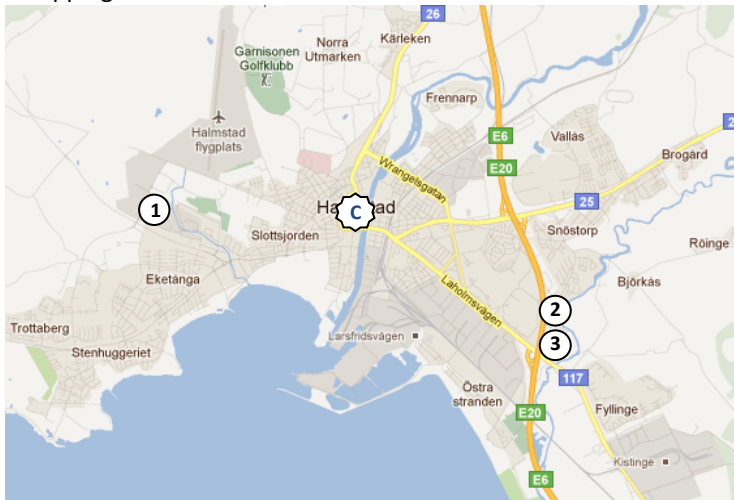 26
Norra
Utmarken
Kärleken
Garnisonen
Golfklubb
Frennarp
Halmstad
flygplats
E6
Vallås
2
Brogård
E20
Wrangelsgatan
1
C
25
Slottsjorden
Snöstorp
Röinge
Eketånga
Björkås
Laholmsvägen
2
Trottaberg
Larsfridsvägen
3
Stenhuggeriet
117
Östra
stranden
E20
Fyllinge
Kistinge
E6